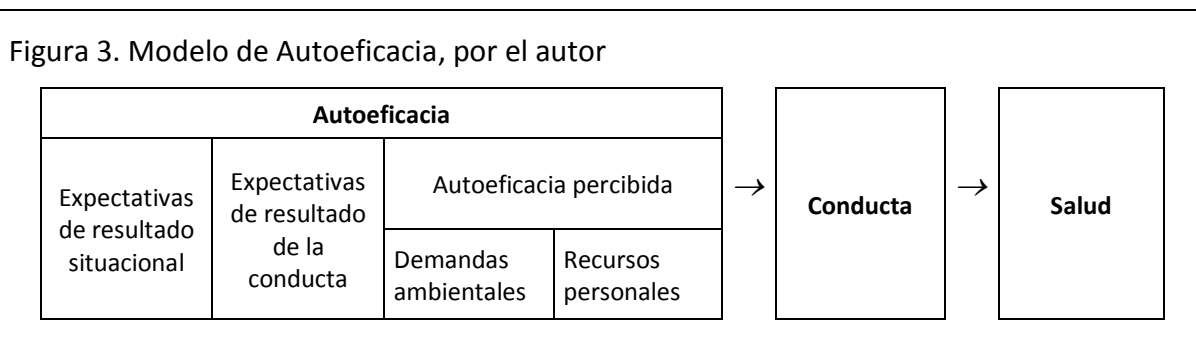 Figura 3. Modelo de Autoeficacia, por el autor
Autoeficacia
Expectativas
de resultado
situacional
Expectativas
de resultado
de la
conducta
Autoeficacia percibida
Demandas
ambientales
Recursos
personales
→
Conducta
→
Salud